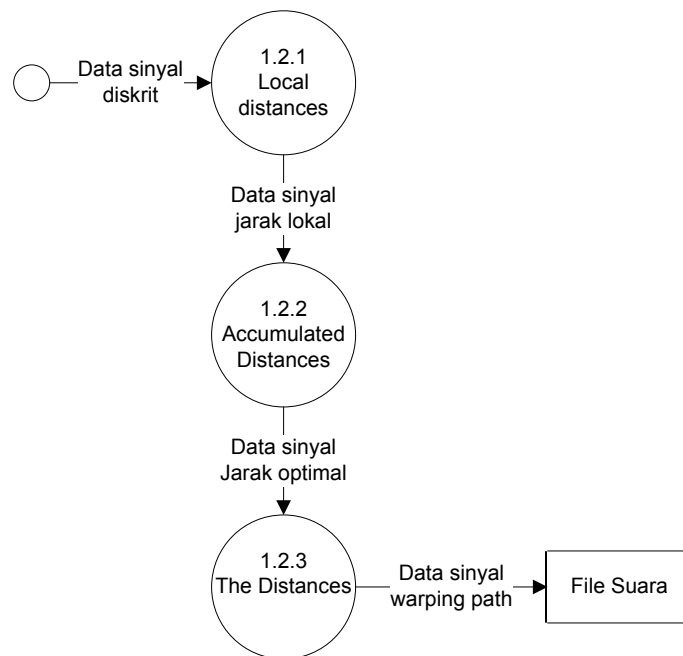 Data sinyal
diskrit
1.2.1
Local
distances
Data sinyal
jarak lokal
1.2.2
Accumulated
Distances
Data sinyal
Jarak optimal
1.2.3
The Distances
Data sinyal
warping path
File Suara